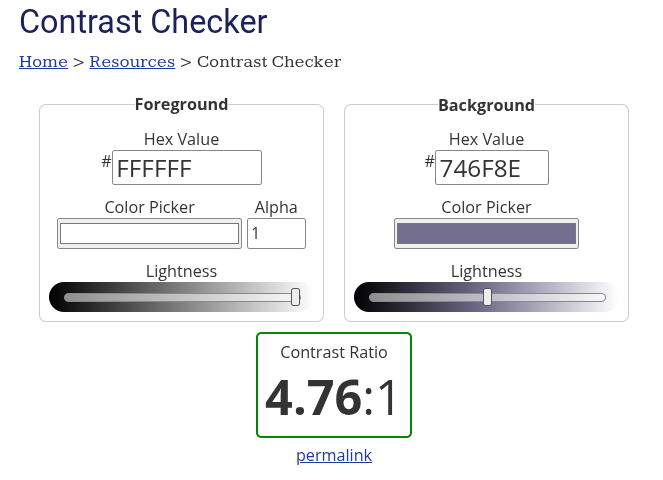 Contrast Checker
Home > Resources > Contrast Checker
Foreground
Hex Value
# FFFFFF
Color Picker Alpha
1
Lightness
Background
Hex Value
# 746F8E
Color Picker
Lightness
Contrast Ratio
4.76:1
permalink